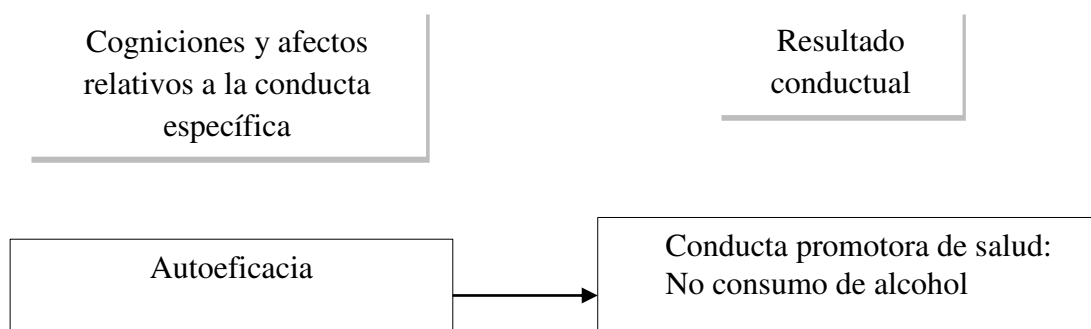 Cogniciones y afectos
relativos a la conducta
específica
Resultado
conductual
Autoeficacia
Conducta promotora de salud:
No consumo de alcohol